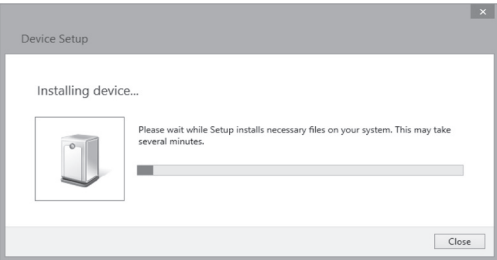 Device Setup
Installing device...
Please wait while Setup installs necessary files on your system. This may take
several minutes.
Close